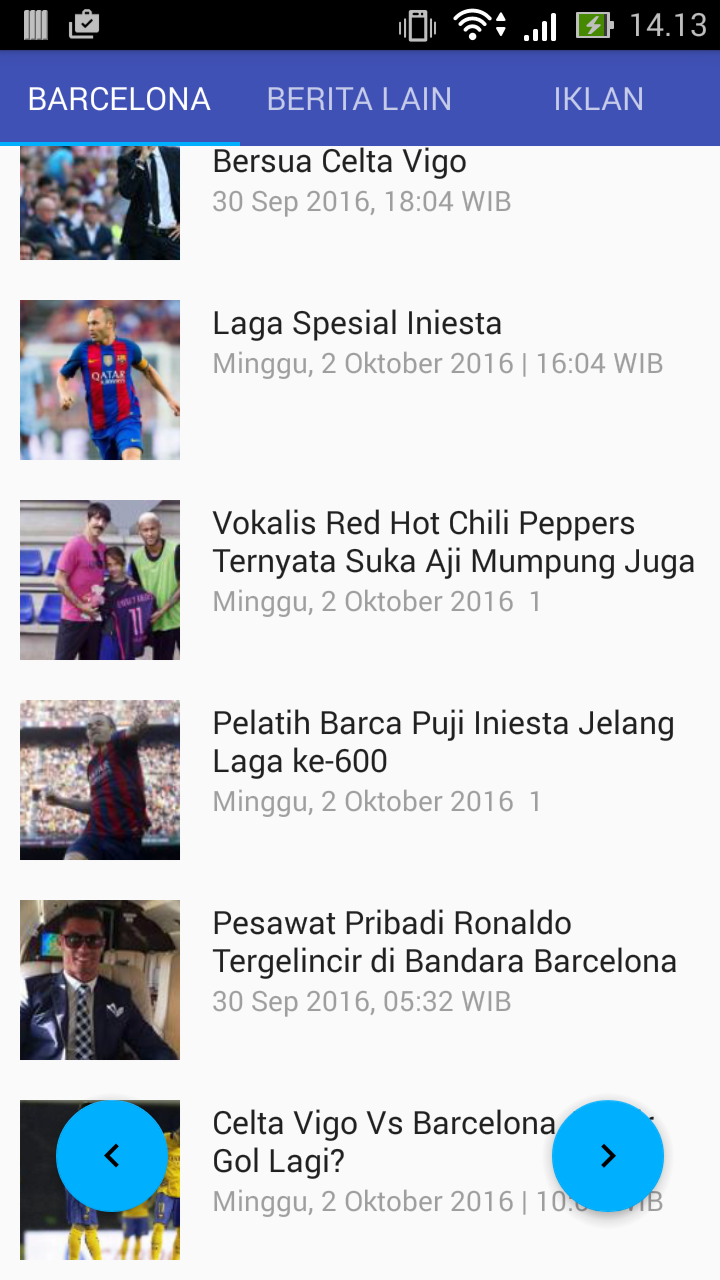 14.13
BARCELONA
BERITA LAIN
IKLAN
Bersua Celta Vigo
30 Sep 2016, 18:04 WIB
Laga Spesial Iniesta
Minggu, 2 Oktober 2016 | 16:04 WIB
QATAR
Vokalis Red Hot Chili Peppers
Ternyata Suka Aji Mumpung Juga
Minggu, 2 Oktober 2016 1
11
Pelatih Barca Puji Iniesta Jelang
Laga ke-600
Minggu, 2 Oktober 2016 1
Pesawat Pribadi Ronaldo
Tergelincir di Bandara Barcelona
30 Sep 2016, 05:32 WIB
Celta Vigo Vs Barcelona
Gol Lagi?
Minggu, 2 Oktober 2016 |